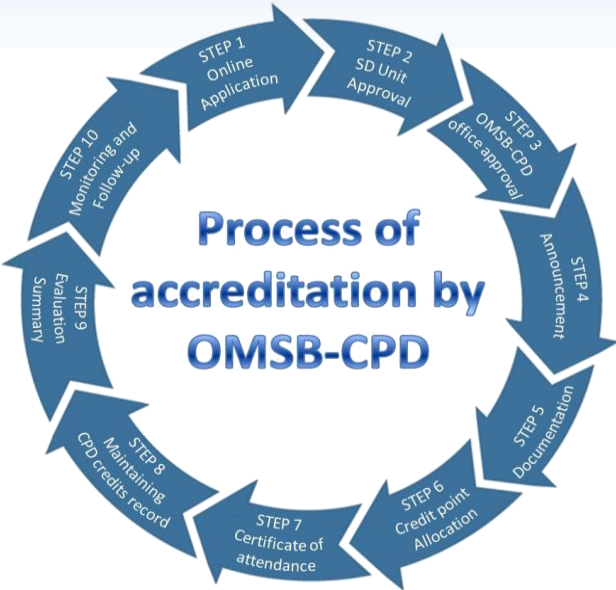 STEP 1
Online
Application
STEP 2
SD Unit
Approval
STEP 3
OMSB-CPD
office approval
STEP 4
Announcement
STEP 5
Documentation
STEP 6
Credit point
Allocation
STEP 7
Certificate of
attendance
STEP 8
Maintaining
CPD credits record
STEP 9
Evaluation
Summary
STEP 10
Monitoring and
Follow-up
Process of
accreditation by
OMSB-CPD